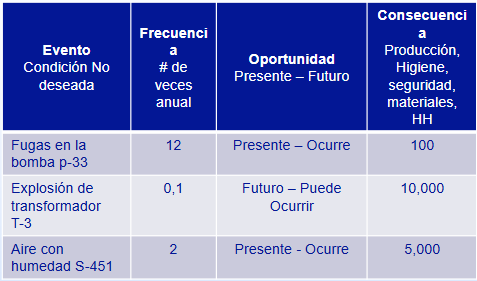 Evento
Condición No
deseada
Frecuenci
a
# de
veces
anual
Oportunidad
Presente – Futuro
Consecuenci
a
Producción,
Higiene,
seguridad,
materiales,
HH
Fugas en la
bomba p-33
12
Presente – Ocurre
100
Explosión de
transformador
T-3
0,1
Futuro – Puede
Ocurrir
10,000
Aire con
humedad S-451
2
Presente - Ocurre
5,000